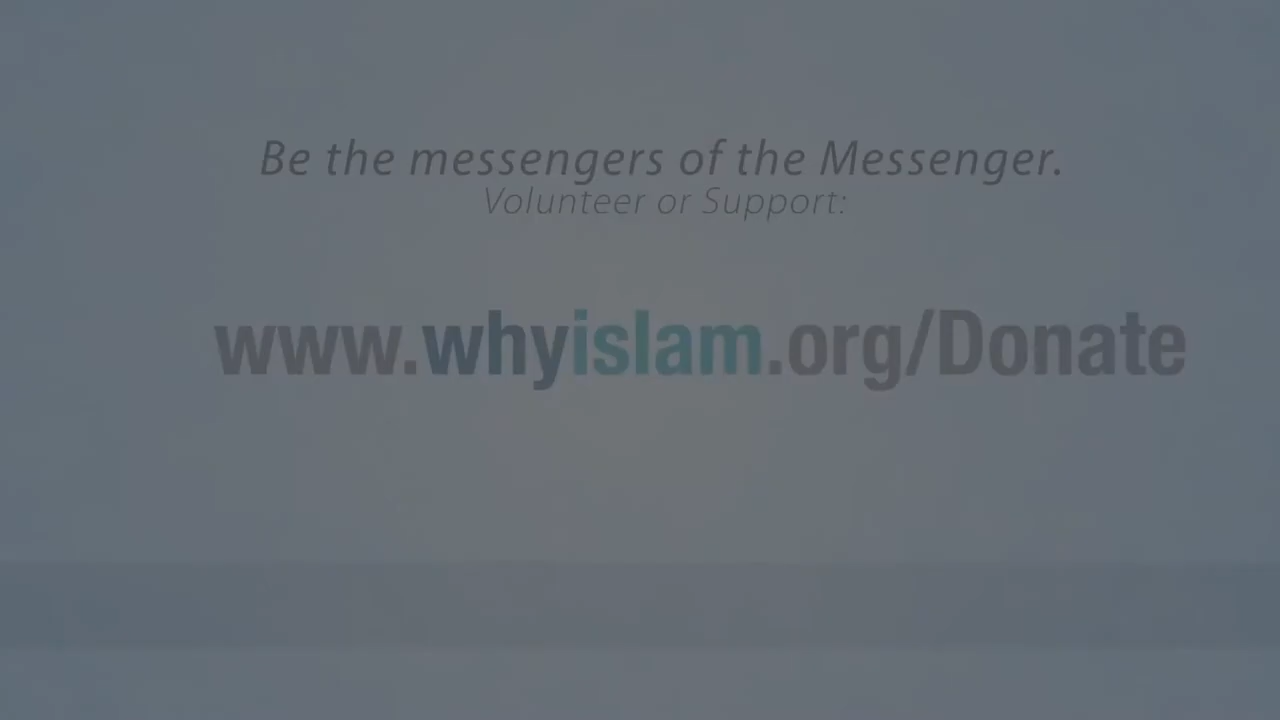 Be the messengers of the Messenger.
Volunteer or Support:
www.whyislam.org/Donate